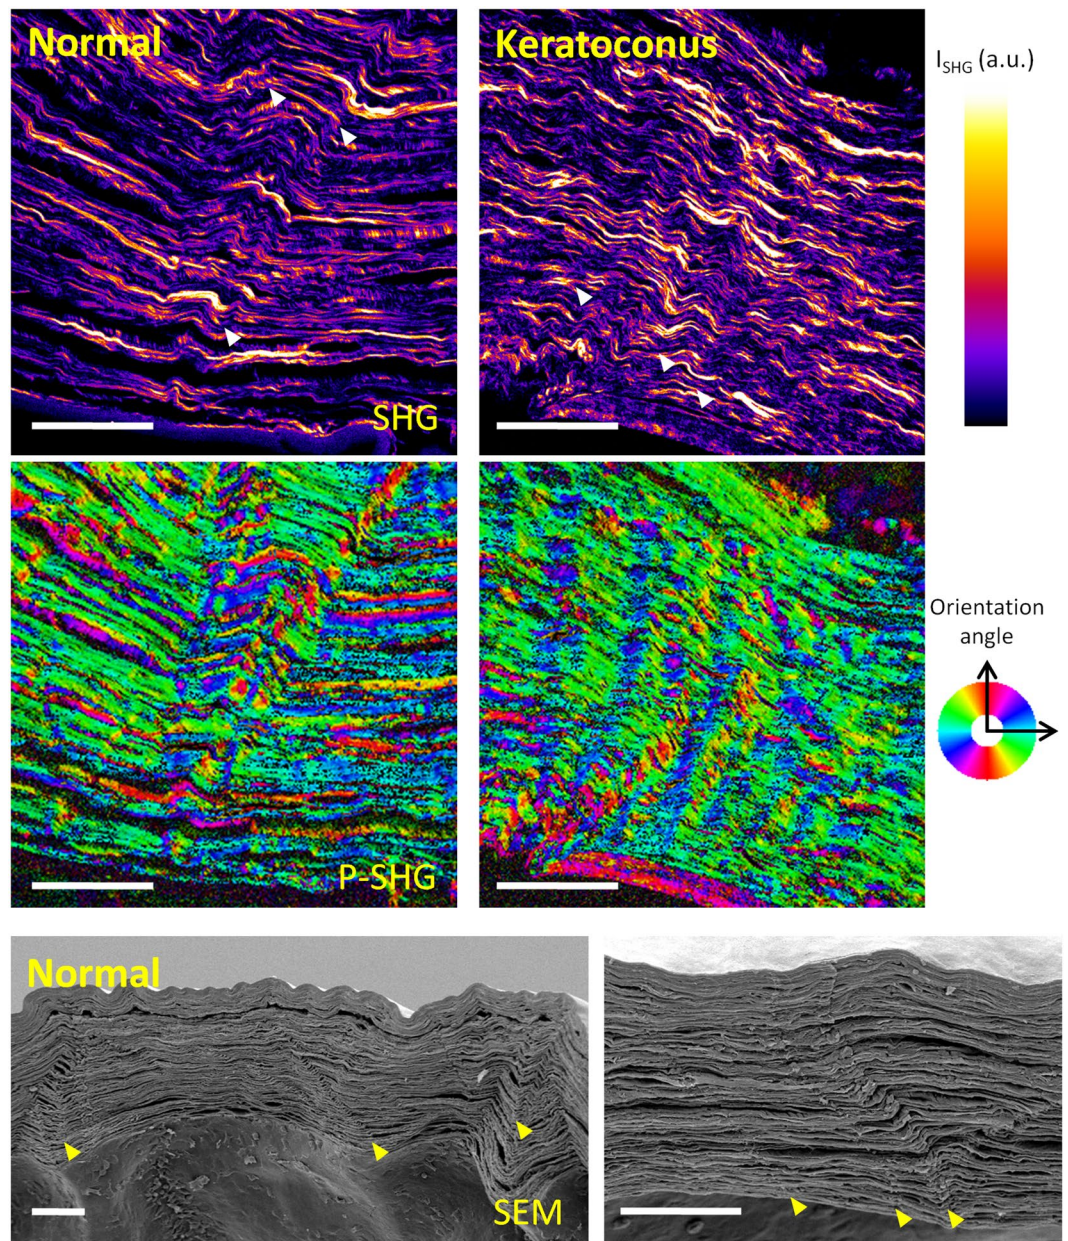 Normal
Keratoconus
I_SHG (a.u.)
SHG
Orientation
angle
P-SHG
Normal
SEM